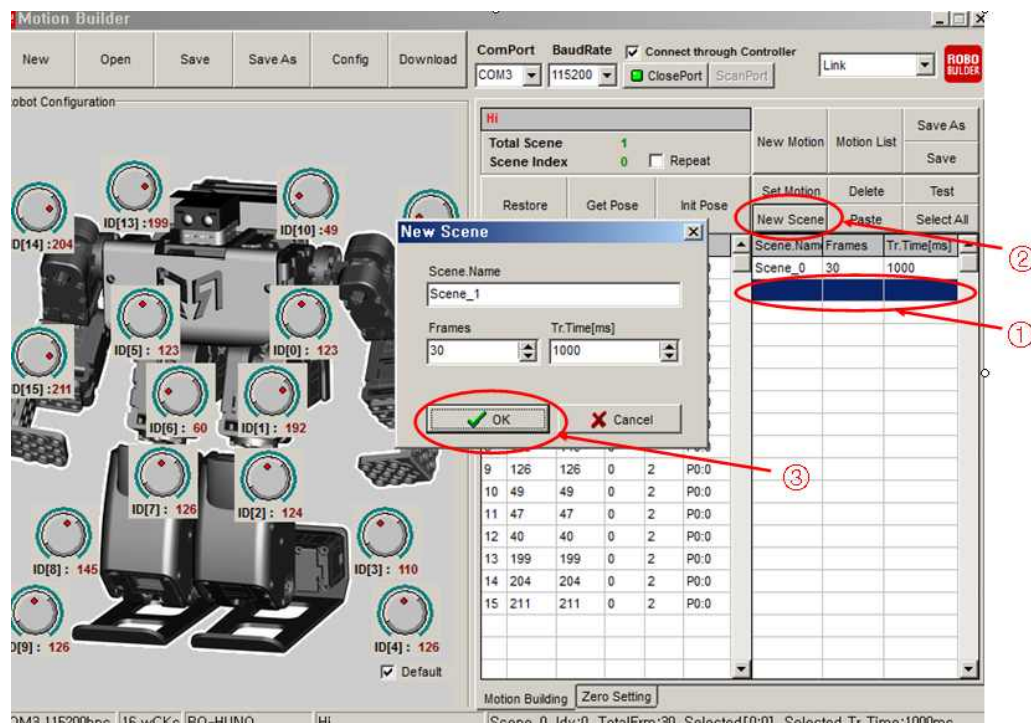 Motion Builder
New Open Save Save As Config Download
ComPort BaudRate Connect through Controller
COM3 115200 ClosePort ScanPort Link ROBO BUILDER
Robot Configuration
Hi
Total Scene 1
Scene Index 0 Repeat
New Motion Motion List Save As
Save
Restore Get Pose Init Pose
Set Motion Delete Test
New Scene Paste Select All
Scene.Nam Frames Tr.Time[ms]
Scene_0 30 1000
②
①
New Scene
Scene.Name
Scene_1
Frames Tr.Time[ms]
30 1000
OK Cancel
③
ID[13] :199
ID[10] :49
ID[14] :204
ID[5] : 123
ID[0] : 123
ID[15] :211
ID[6] : 60
ID[1] : 192
ID[7] : 126
ID[2] : 124
ID[8] : 145
ID[3] : 110
ID[9] : 126
ID[4] : 126
Default
9 126 126 0 2 P0:0
10 49 49 0 2 P0:0
11 47 47 0 2 P0:0
12 40 40 0 2 P0:0
13 199 199 0 2 P0:0
14 204 204 0 2 P0:0
15 211 211 0 2 P0:0
Motion Building Zero Setting